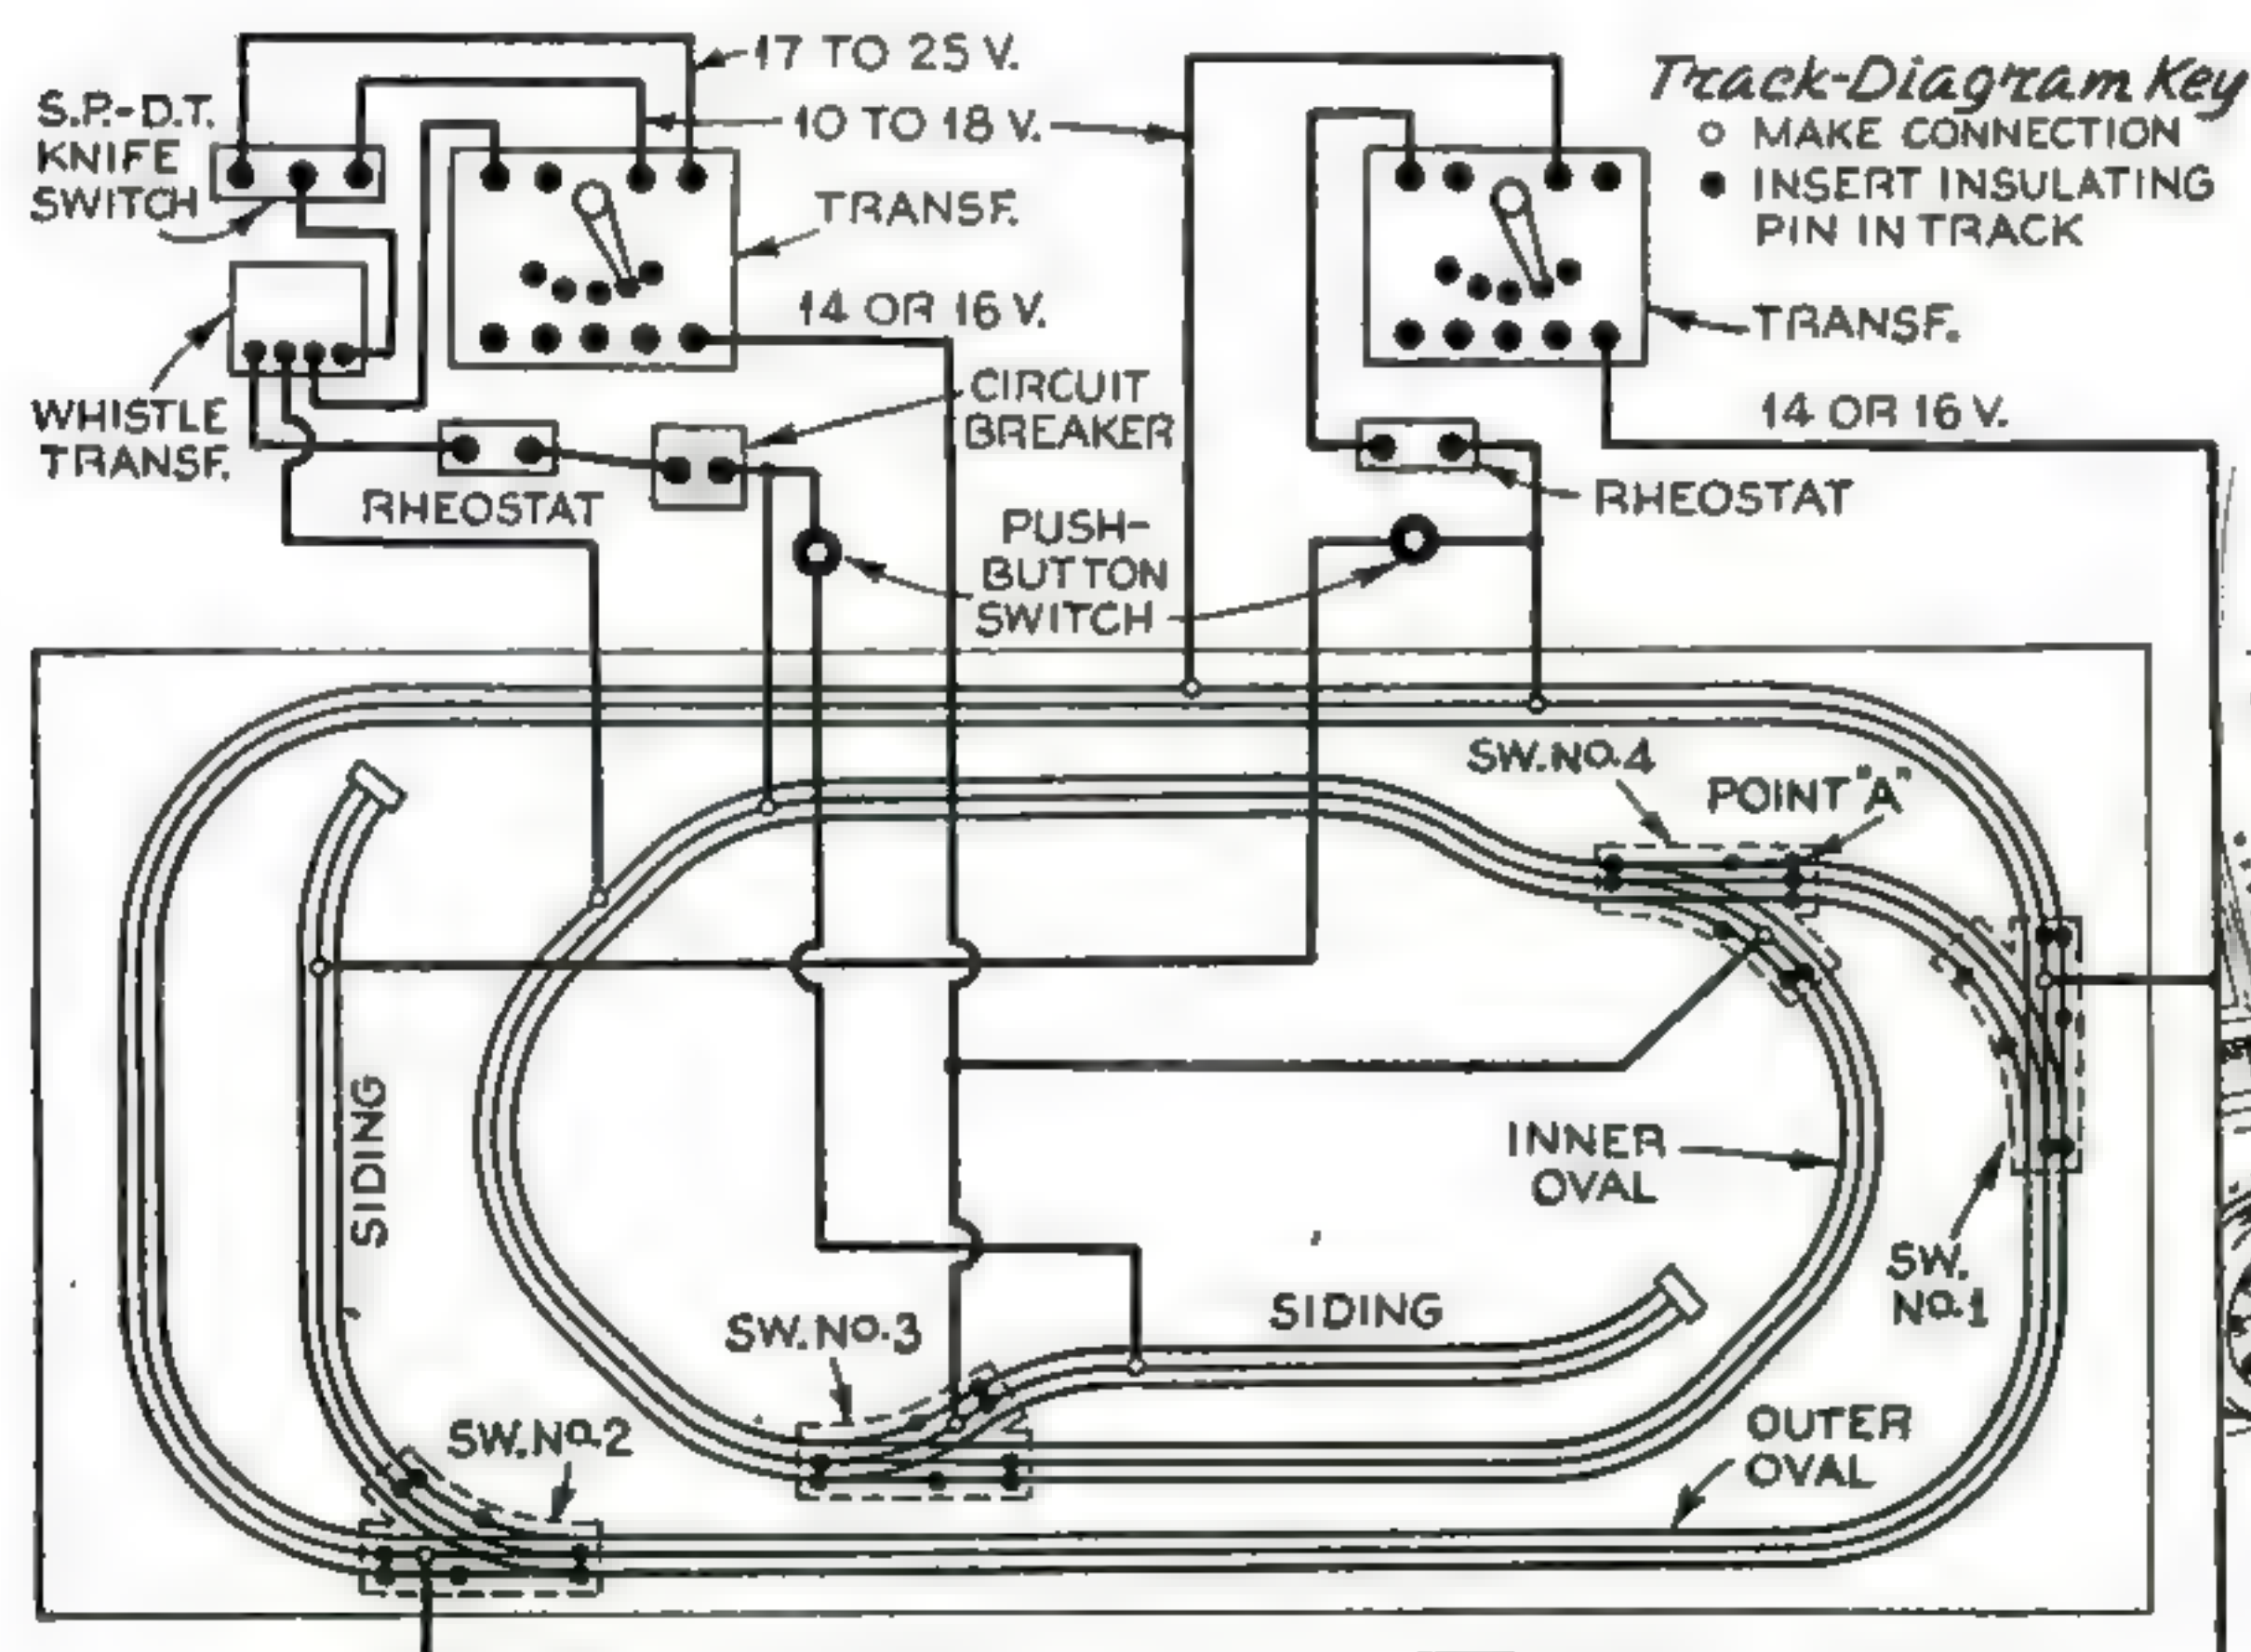 17 TO 25 V.
10 TO 18 V.
S.P.-D.T.
KNIFE
SWITCH
TRANSF.
14 OR 16 V.
WHISTLE
TRANSF.
RHEOSTAT
CIRCUIT
BREAKER
PUSH-
BUTTON
SWITCH
Track-Diagram Key
MAKE CONNECTION
INSERT INSULATING
PIN IN TRACK
TRANSF.
14 OR 16 V.
RHEOSTAT
SW. NO. 4
POINT "A"
SIDING
INNER
OVAL
SW.
NO. 1
SW. NO. 3
SIDING
SW. NO. 2
OUTER
OVAL